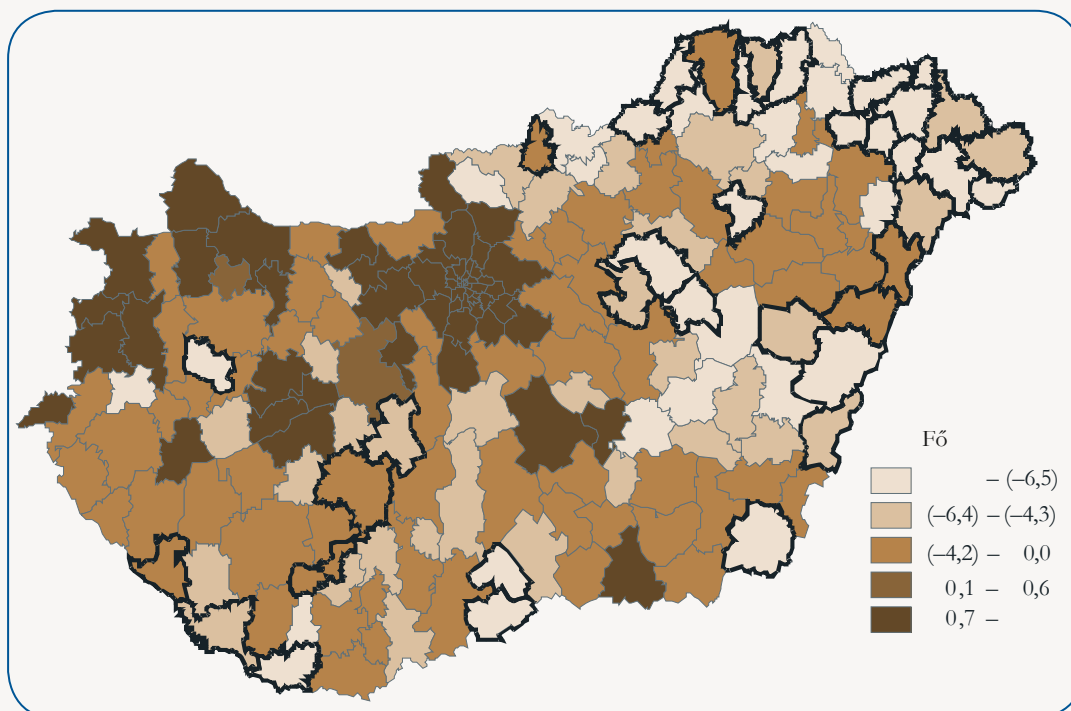 Fő
– (–6,5)
(–6,4) – (–4,3)
(–4,2) – 0,0
0,1 – 0,6
0,7 –